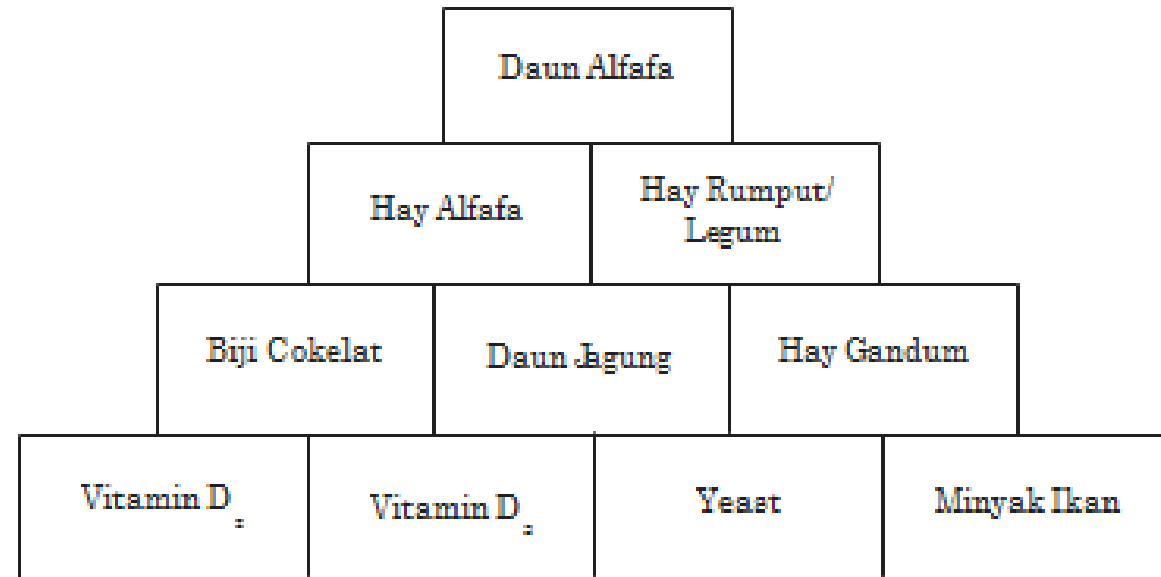 Daun Alfafa
Hay Alfafa
Hay Rumput/
Legum
Biji Cokelat
Daun Jagung
Hay Gandum
Vitamin D
Vitamin D
Yeast
Minyak Ikan